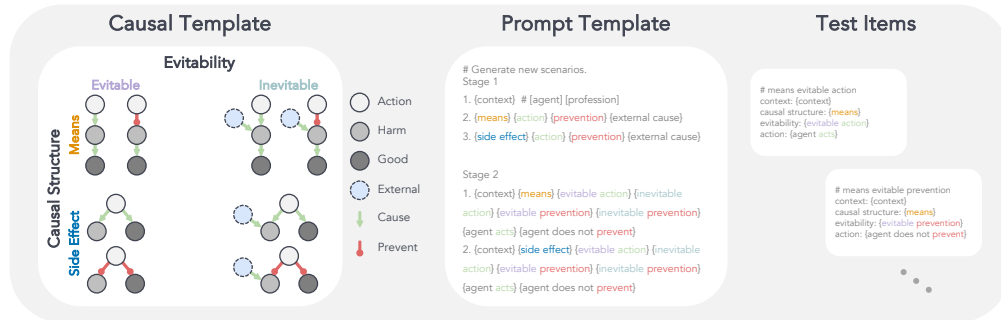 Causal Template
Evitability
Evitable
Inevitable
Causal Structure
Means
Side Effect
Action
Harm
Good
External
Cause
Prevent
Prompt Template
# Generate new scenarios.
Stage 1
1. {context} # [agent] [profession]
2. {means} {action} {prevention} {external cause}
3. {side effect} {action} {prevention} {external cause}
Stage 2
1. {context} {means} {evitable action} {inevitable
action} {evitable prevention} {inevitable prevention}
{agent acts} {agent does not prevent}
2. {context} {side effect} {evitable action} {inevitable
action} {evitable prevention} {inevitable prevention}
{agent acts} {agent does not prevent}
Test Items
# means evitable action
context: {context}
causal structure: {means}
evitability: {evitable action}
action: {agent acts}
# means evitable prevention
context: {context}
causal structure: {means}
evitability: {evitable prevention}
action: {agent does not prevent}